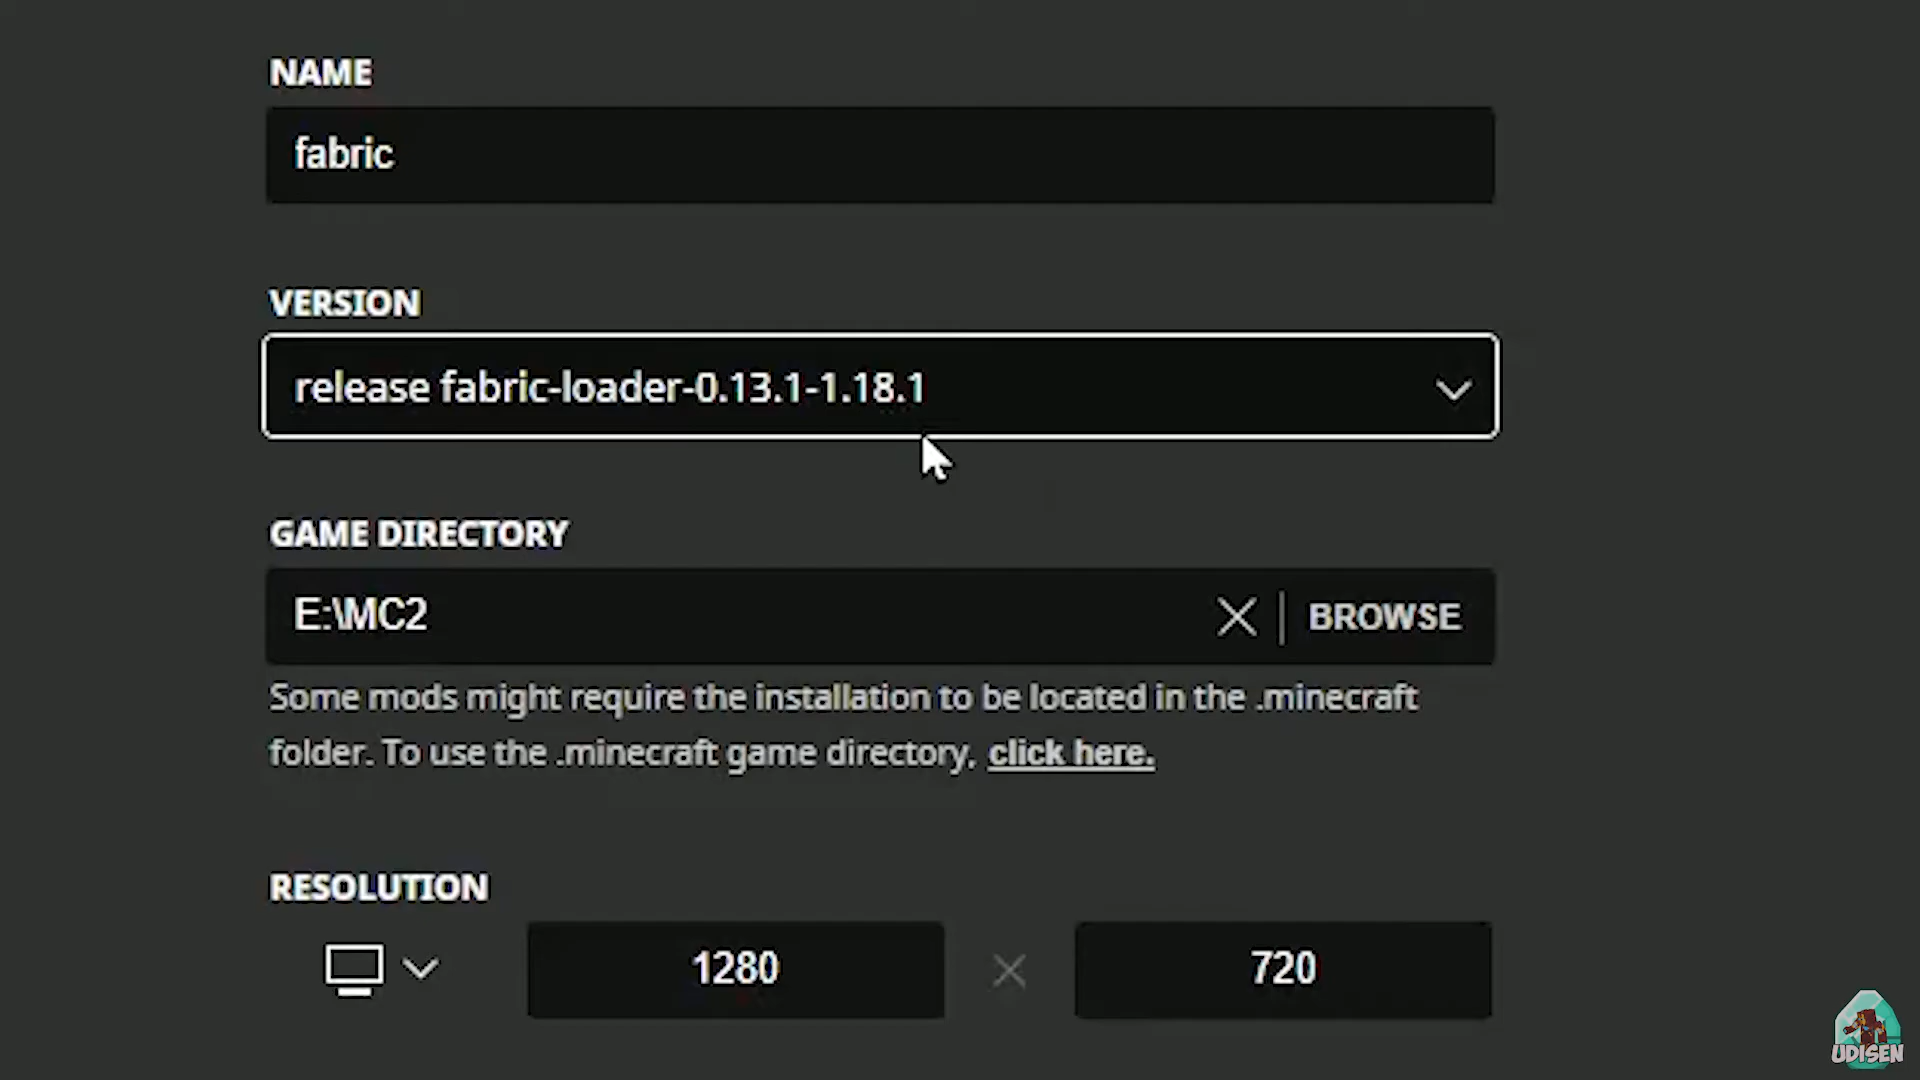 NAME
fabric
VERSION
release fabric-loader-0.13.1-1.18.1
GAME DIRECTORY
E:\MC2
BROWSE
Some mods might require the installation to be located in the .minecraft
folder. To use the .minecraft game directory, click here.
RESOLUTION
1280
720
UDISEN